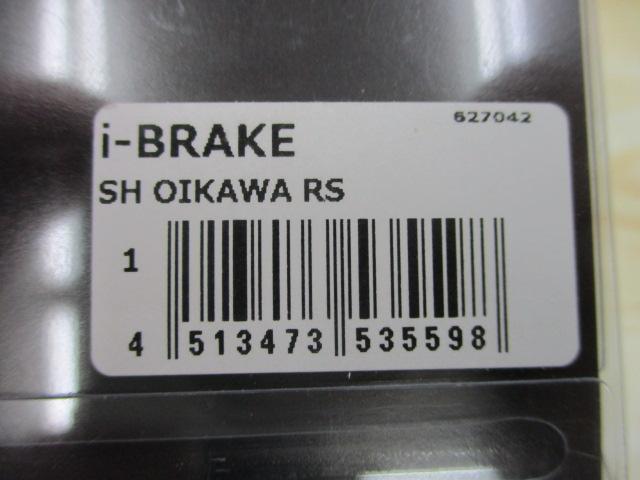 627042
i-BRAKE
SH OIKAWA RS
1
4 513473 535598